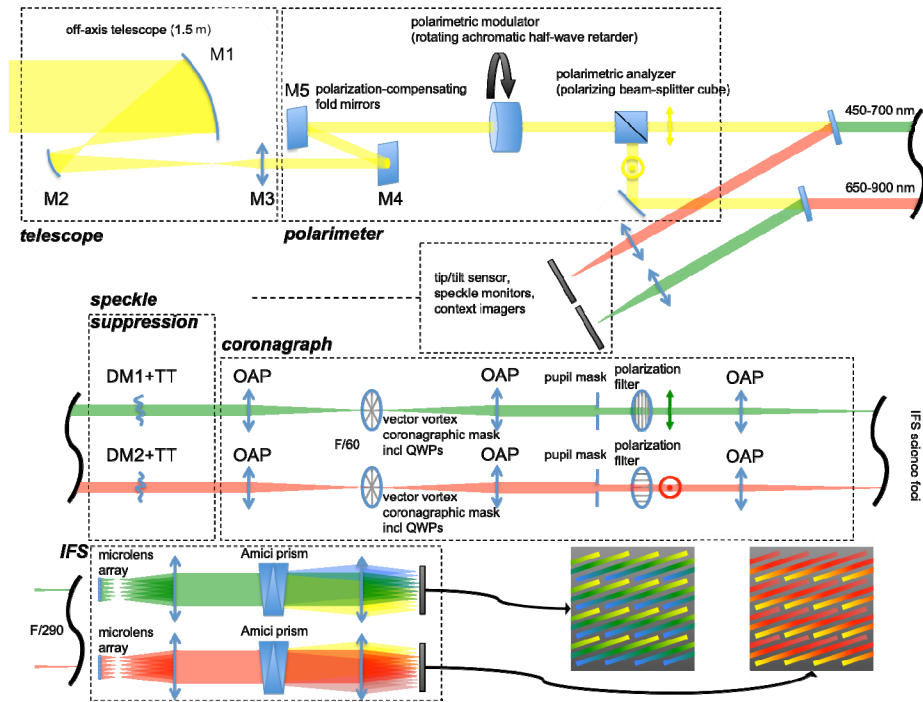 off-axis telescope (1.5 m)
M1
M2
M3
telescope
polarimetric modulator
(rotating achromatic half-wave retarder)
M5
polarization-compensating
fold mirrors
M4
polarimetric analyzer
(polarizing beam-splitter cube)
polarimeter
450-700 nm
650-900 nm
tip/tilt sensor,
speckle monitors,
context imagers
speckle
suppression
coronagraph
DM1+TT
OAP
F/60
vector vortex
coronagraphic mask
incl QWPs
OAP
pupil mask
polarization
filter
OAP
DM2+TT
OAP
vector vortex
coronagraphic mask
incl QWPs
OAP
pupil mask
polarization
filter
OAP
IFS science foci
IFS
F/290
microlens
array
Amici prism
microlens
array
Amici prism